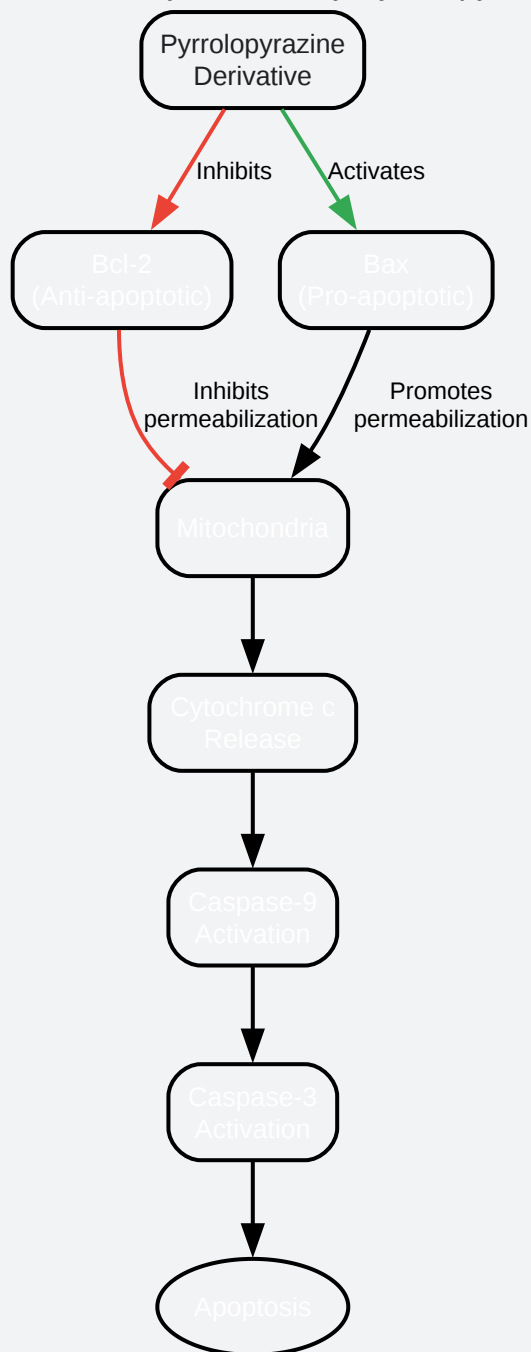 Pyrrolopyrazine
Derivative
Inhibits
Activates
Bcl-2
(Anti-apoptotic)
Bax
(Pro-apoptotic)
Inhibits
permeabilization
Promotes
permeabilization
Mitochondria
Cytochrome c
Release
Caspase-9
Activation
Caspase-3
Activation
Apoptosis